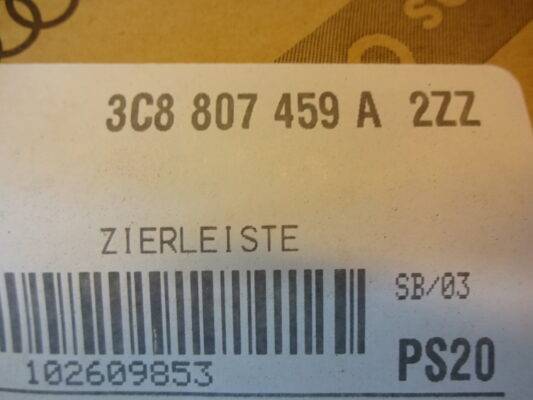 3C8 807 459 A 2ZZ
ZIERLEISTE
SB/03
102609853
PS20